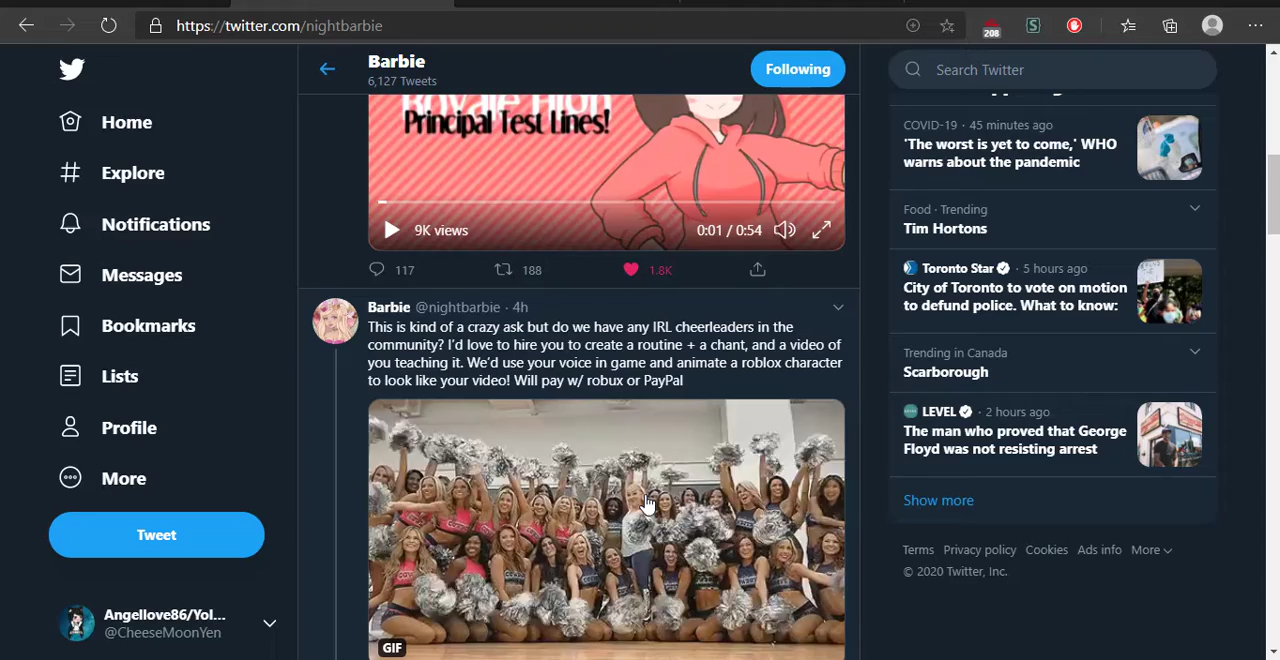 https://twitter.com/nightbarbie
208
Barbie
6,127 Tweets
Following
Search Twitter
Home
Explore
Notifications
Messages
Bookmarks
Lists
Profile
More
Tweet
Angellove86/Yol...
@CheeseMoonYen
Royale High
Principal Test Lines!
9K views
0:01 / 0:54
117
188
1.8K
Barbie @nightbarbie · 4h
This is kind of a crazy ask but do we have any IRL cheerleaders in the
community? I'd love to hire you to create a routine + a chant, and a video of
you teaching it. We'd use your voice in game and animate a roblox character
to look like your video! Will pay w/ robux or PayPal
GIF
COVID-19 · 45 minutes ago
'The worst is yet to come,' WHO
warns about the pandemic
Food · Trending
Tim Hortons
Toronto Star · 5 hours ago
City of Toronto to vote on motion
to defund police. What to know:
Trending in Canada
Scarborough
LEVEL · 2 hours ago
The man who proved that George
Floyd was not resisting arrest
Show more
Terms Privacy policy Cookies Ads info More
© 2020 Twitter, Inc.